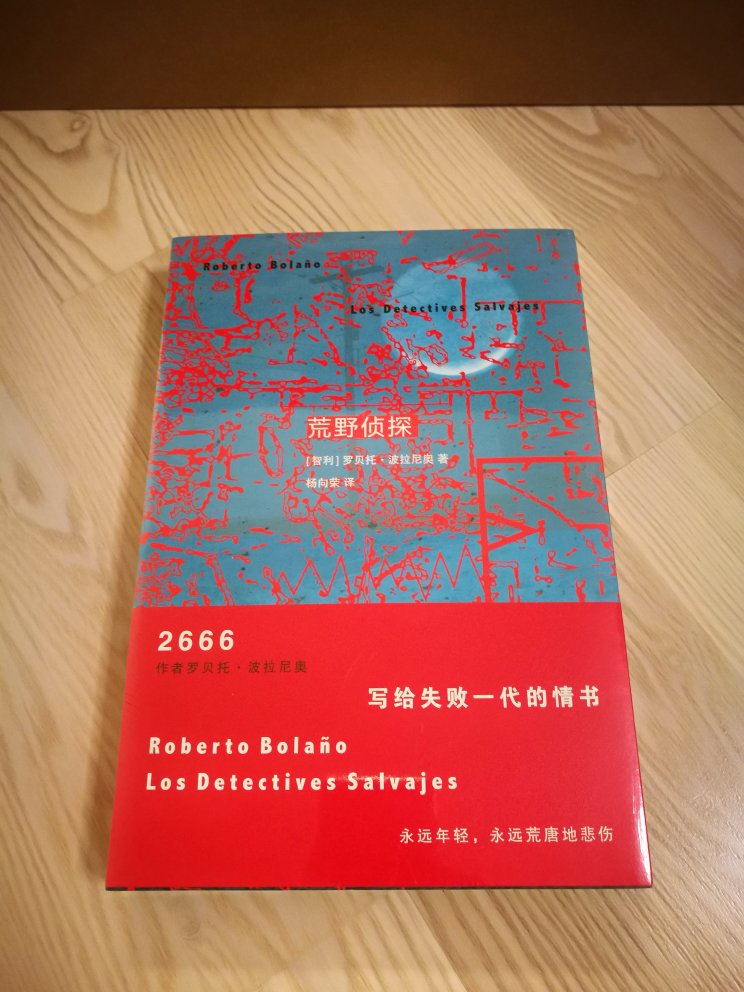 Roberto Bolaño
Los Detectives Salvajes
荒野侦探
[智利]罗贝托·波拉尼奥 著
杨向荣 译
2666
作者罗贝托·波拉尼奥
写给失败一代的情书
Roberto Bolaño
Los Detectives Salvajes
永远年轻，永远荒唐地悲伤